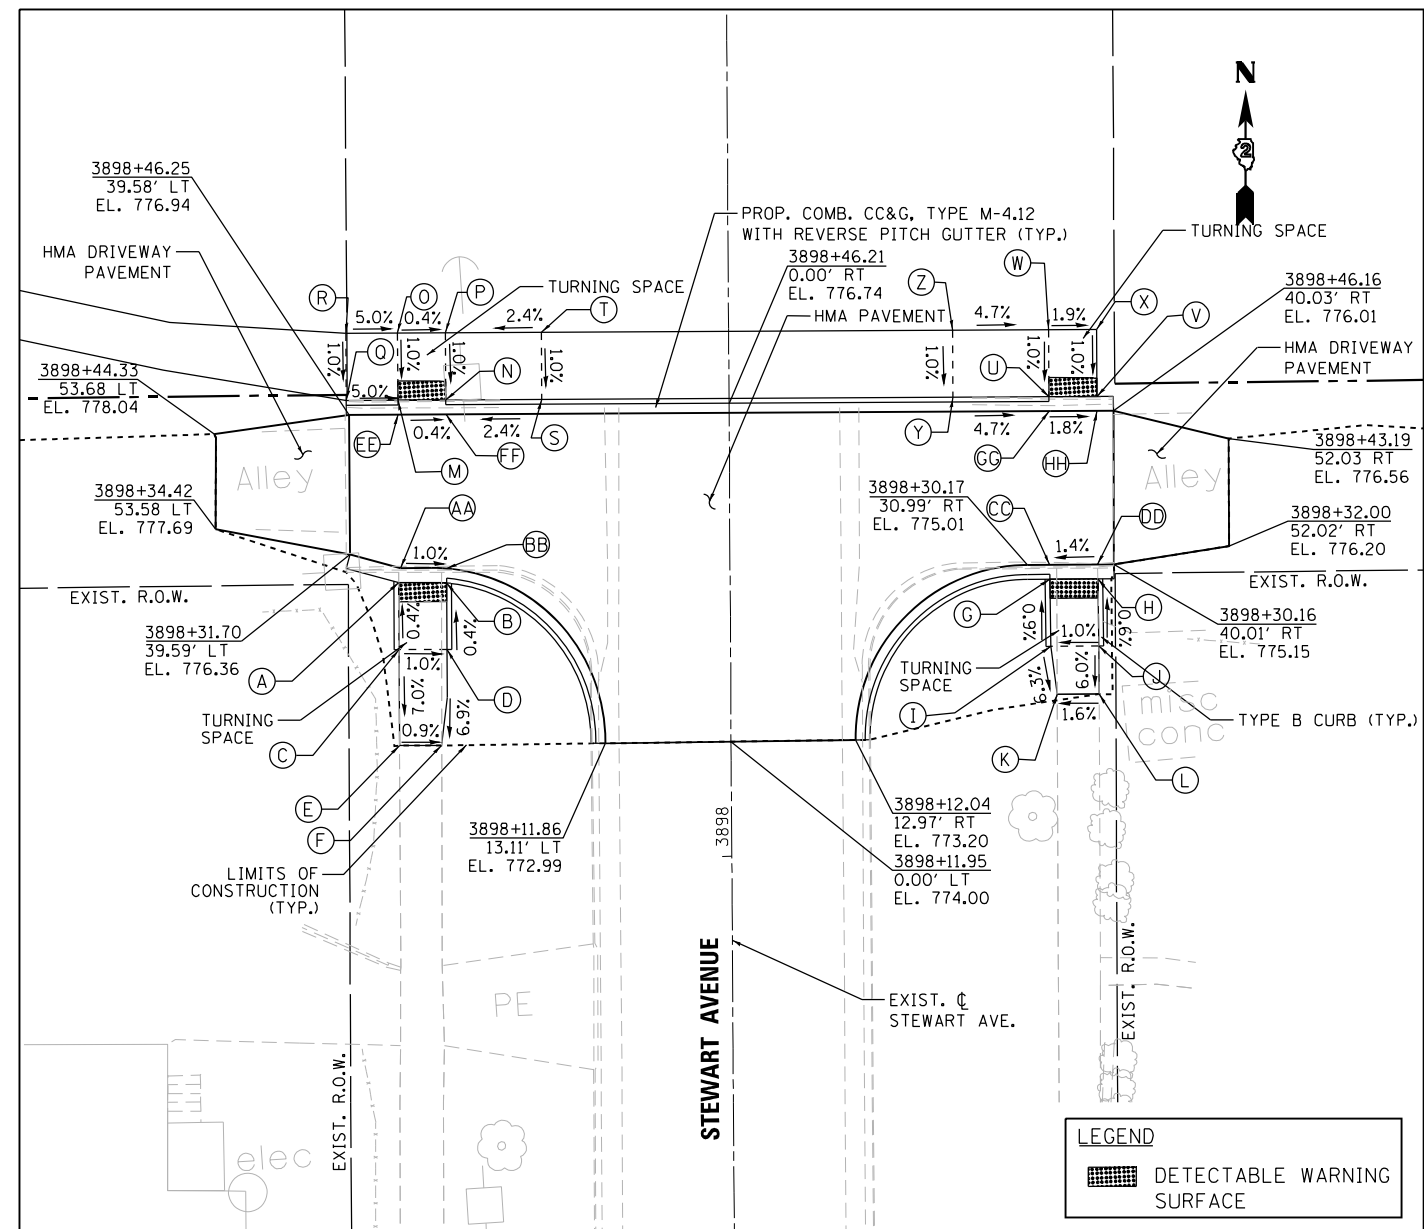 N
2
3898+46.25
39.58' LT
EL. 776.94
HMA DRIVEWAY
PAVEMENT
PROP. COMB. CC&G, TYPE M-4.12
WITH REVERSE PITCH GUTTER (TYP.)
3898+46.21
0.00' RT
EL. 776.74
HMA PAVEMENT
TURNING SPACE
3898+46.16
40.03' RT
EL. 776.01
HMA DRIVEWAY
PAVEMENT
TURNING SPACE
R
O
P
T
Z
W
X
V
5.0%
0.4%
2.4%
4.7%
1.9%
1.0%
1.0%
1.0%
1.0%
1.0%
1.0%
1.0%
Q
N
U
5.0%
3898+44.33
53.68 LT
EL. 778.04
EE
0.4%
2.4%
FF
M
S
Y
4.7%
1.8%
GG
HH
3898+43.19
52.03 RT
EL. 776.56
Alley
Alley
3898+34.42
53.58 LT
EL. 777.69
AA
BB
1.0%
3898+30.17
30.99' RT
EL. 775.01
CC
DD
1.4%
3898+32.00
52.02' RT
EL. 776.20
EXIST. R.O.W.
EXIST. R.O.W.
3898+31.70
39.59' LT
EL. 776.36
A
B
G
H
3898+30.16
40.01' RT
EL. 775.15
0.4%
0.4%
1.0%
7.0%
6.9%
0.9%
0.9%
0.6%
1.0%
6.3%
6.0%
1.6%
TURNING
SPACE
TURNING
SPACE
C
D
I
J
TYPE B CURB (TYP.)
misc
conc
E
F
K
L
LIMITS OF
CONSTRUCTION
(TYP.)
3898+11.86
13.11' LT
EL. 772.99
3898
3898+12.04
12.97' RT
EL. 773.20
3898+11.95
0.00' LT
EL. 774.00
STEWART AVENUE
EXIST. ℄
STEWART AVE.
EXIST. R.O.W.
EXIST. R.O.W.
PE
elec
LEGEND
DETECTABLE WARNING
SURFACE